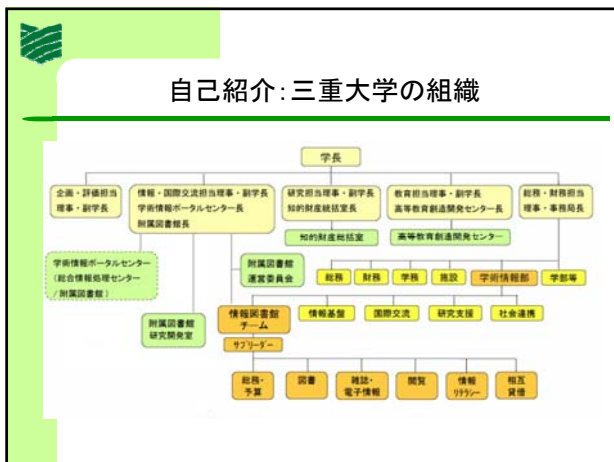 自己紹介:三重大学の組織
学長
企画・評価担当
理事・副学長
情報・国際交流担当理事・副学長
学術情報ポータルセンター長
附属図書館長
研究担当理事・副学長
知的財産統括室長
教育担当理事・副学長
高等教育創造開発センター長
総務・財務担当
理事・事務局長
知的財産総括室
高等教育創造開発センター
学術情報ポータルセンター
(総合情報処理センター
/附属図書館)
附属図書館
運営委員会
総務
財務
学務
施設
学術情報部
学部等
附属図書館
研究開発室
情報図書館
チーム
情報基盤
国際交流
研究支援
社会連携
サブリーダー
総務・
予算
図書
雑誌・
電子情報
閲覧
情報
リテラシー
相互
貸借